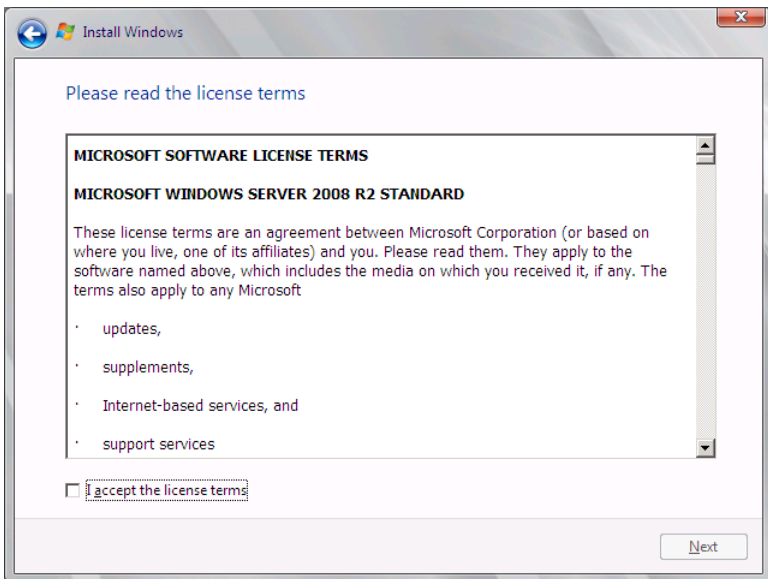 Install Windows
Please read the license terms
MICROSOFT SOFTWARE LICENSE TERMS
MICROSOFT WINDOWS SERVER 2008 R2 STANDARD
These license terms are an agreement between Microsoft Corporation (or based on
where you live, one of its affiliates) and you. Please read them. They apply to the
software named above, which includes the media on which you received it, if any. The
terms also apply to any Microsoft
· updates,
· supplements,
· Internet-based services, and
· support services
I accept the license terms
Next